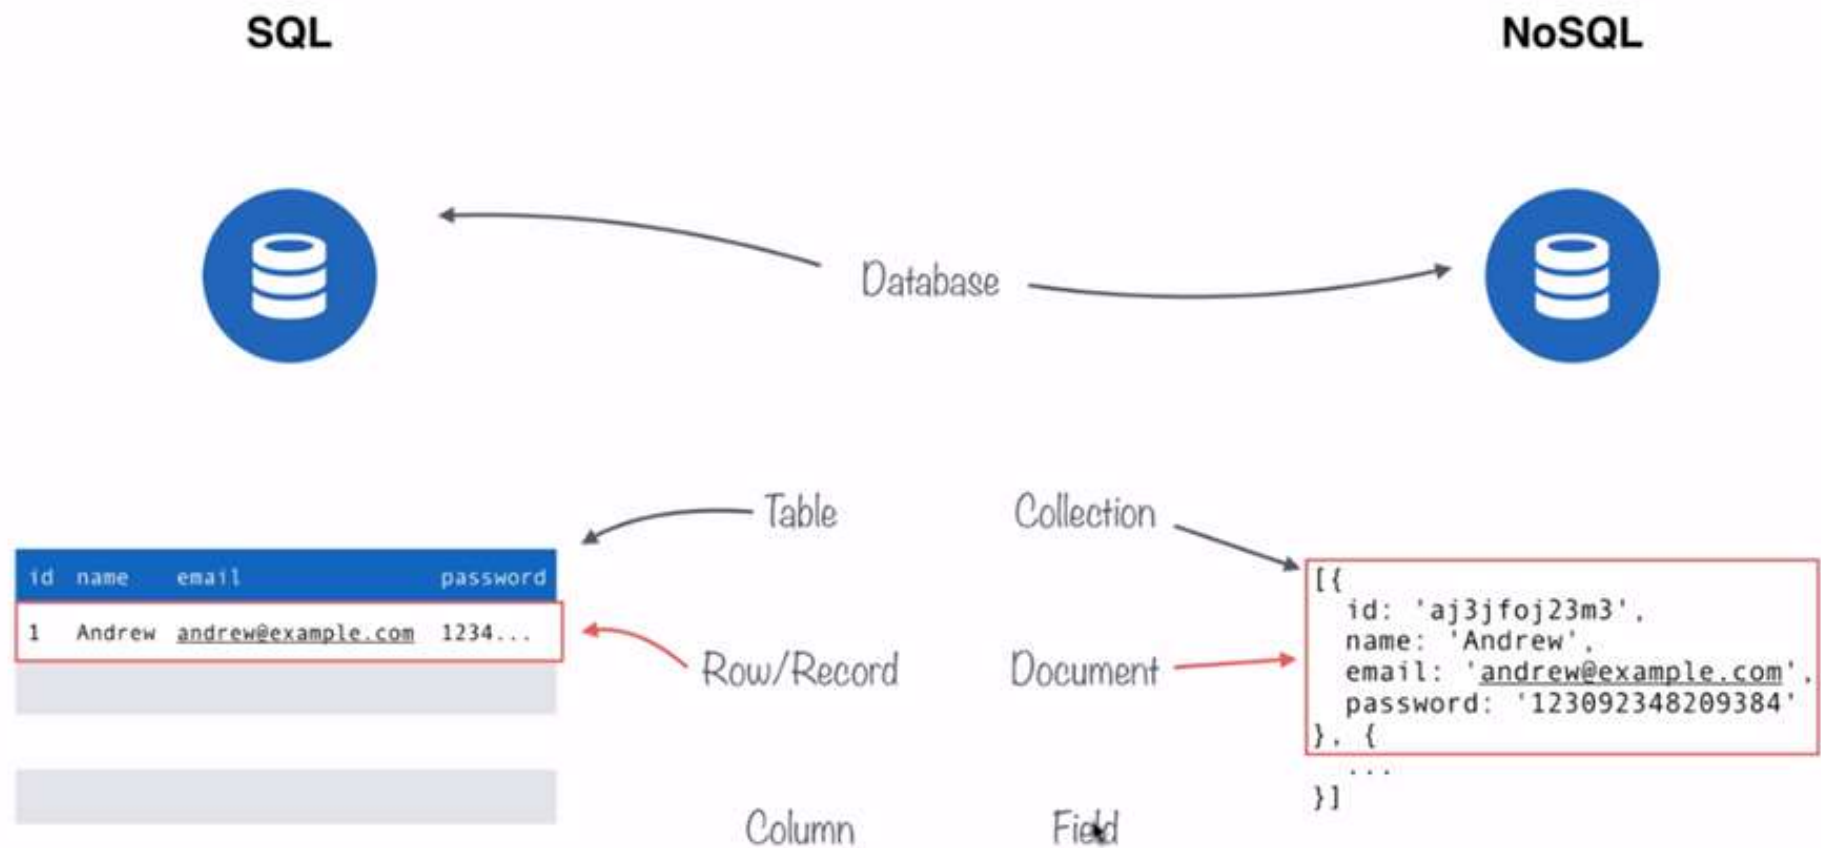 SQL
NoSQL
Database
Table
Collection
id name email password
1 Andrew andrew@example.com 1234...
Row/Record
Document
[{
id: 'aj3jfoj23m3',
name: 'Andrew',
email: 'andrew@example.com',
password: '123092348209384'
}, {
...
}]
Column
Field